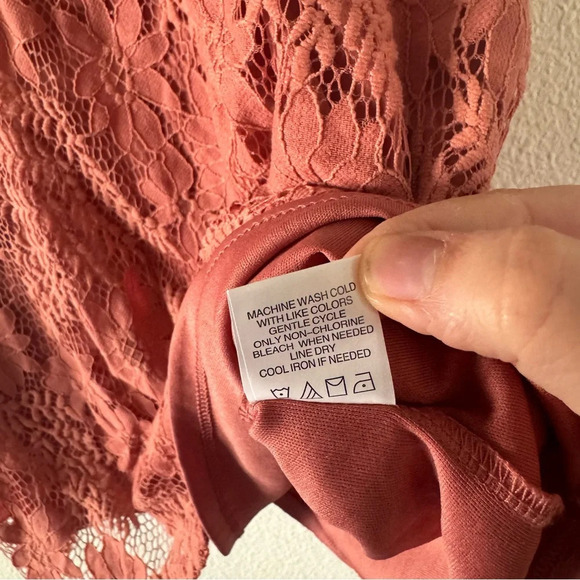 MACHINE WASH COLD
WITH LIKE COLORS
GENTLE CYCLE
ONLY NON-CHLORINE
BLEACH WHEN NEEDED
LINE DRY
COOL IRON IF NEEDED